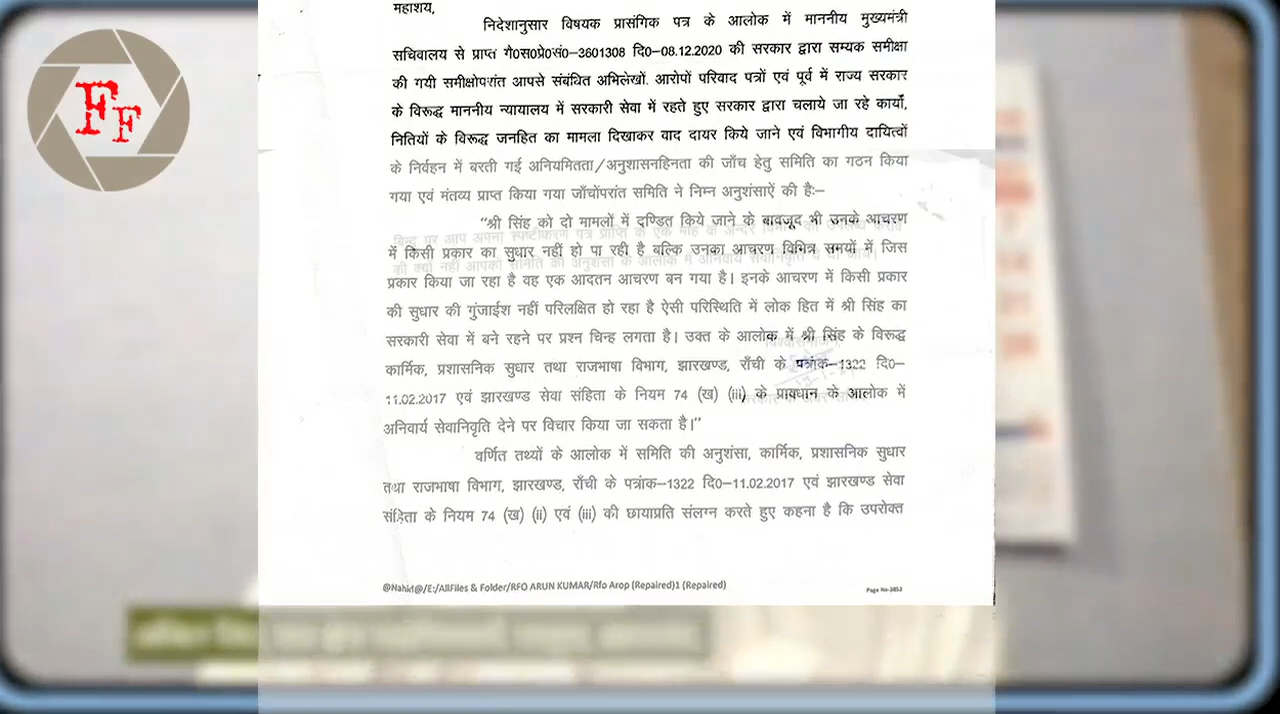 FF
महाशय,
निदेशानुसार विषयक प्रासंगिक पत्र के आलोक में माननीय मुख्यमंत्री
सचिवालय से प्राप्त गै0स0प्रे0सं0–3601308 दि0–08.12.2020 की सरकार द्वारा सम्यक समीक्षा
की गयी समीक्षोपरांत आपसे संबंधित अभिलेखों, आरोपों परिवाद पत्रों एवं पूर्व में राज्य सरकार
के विरूद्ध माननीय न्यायालय में सरकारी सेवा में रहते हुए सरकार द्वारा चलाये जा रहे कार्यों,
नितियों के विरूद्ध जनहित का मामला दिखाकर वाद दायर किये जाने एवं विभागीय दायित्वों
के निर्वहन में बरती गई अनियमितता/अनुशासनहिनता की जाँच हेतु समिति का गठन किया
गया एवं मंतव्य प्राप्त किया गया जाँचोंपरांत समिति ने निम्न अनुशंसाऐं की है:–
“श्री सिंह को दो मामलों में दण्डित किये जाने के बावजूद भी उनके आचरण
में किसी प्रकार का सुधार नहीं हो पा रही है बल्कि उनका आचरण विभिन्न समयों में जिस
प्रकार किया जा रहा है वह एक आदतन आचरण बन गया है। इनके आचरण में किसी प्रकार
की सुधार की गुंजाईश नहीं परिलक्षित हो रहा है ऐसी परिस्थिति में लोक हित में श्री सिंह का
सरकारी सेवा में बने रहने पर प्रश्न चिन्ह लगता है। उक्त के आलोक में श्री सिंह के विरूद्ध
कार्मिक, प्रशासनिक सुधार तथा राजभाषा विभाग, झारखण्ड, राँची के पत्रांक–1322 दि0–
11.02.2017 एवं झारखण्ड सेवा संहिता के नियम 74 (ख) (iii) के प्रावधान के आलोक में
अनिवार्य सेवानिवृति देने पर विचार किया जा सकता है।”
वर्णित तथ्यों के आलोक में समिति की अनुशंसा, कार्मिक, प्रशासनिक सुधार
तथा राजभाषा विभाग, झारखण्ड, राँची के पत्रांक–1322 दि0–11.02.2017 एवं झारखण्ड सेवा
संहिता के नियम 74 (ख) (ii) एवं (iii) की छायाप्रति संलग्न करते हुए कहना है कि उपरोक्त
@Nahid@/E:/AllFiles & Folder/RFO ARUN KUMAR/Rfo Arop (Repaired)1 (Repaired)
Page No-3853